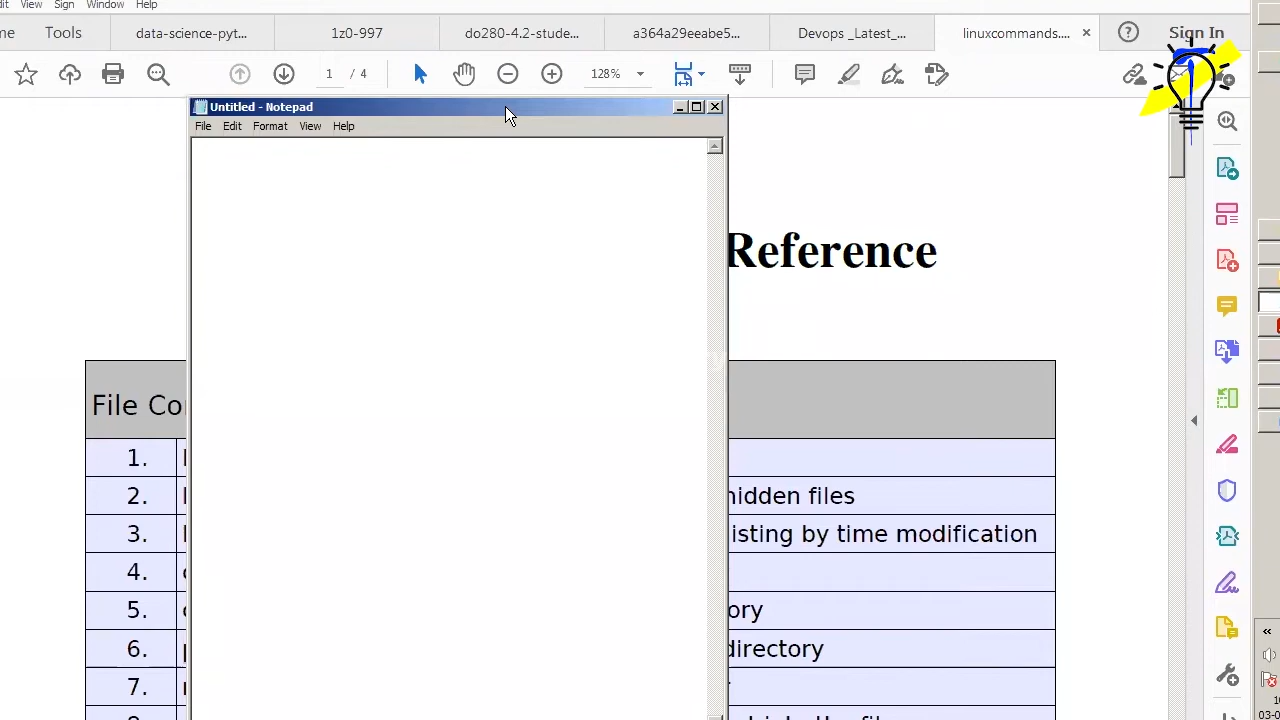 View Sign Window Help
Tools data-science-pyt... 1z0-997 do280-4.2-stude... a364a29eeabe5... Devops _Latest_... linuxcommands.... × Sign In
1 / 4 128%
Untitled - Notepad
File Edit Format View Help
Reference
File Co
1.
2. hidden files
3. isting by time modification
4.
5. ory
6. directory
7.